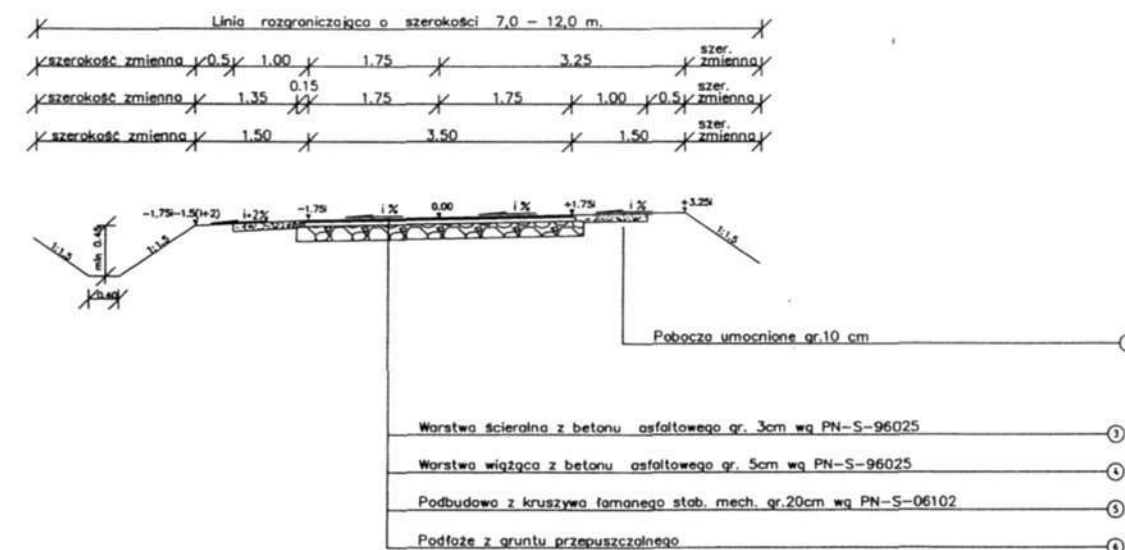 Linia rozgraniczająca o szerokości 7,0 – 12,0 m.
szerokość zmienna 0.5 1.00 1.75 3.25 szer. zmienna
szerokość zmienna 1.35 0.15 1.75 1.75 1.00 0.5 szer. zmienna
szerokość zmienna 1.50 3.50 1.50 szer. zmienna
-1.75i-1.5(i+2) i+2% -1.75i i% 0.00 i% +1.75i i% +3.25i
1:1.5 min 0.45 1:1.5 1:1.5
0.40
Pobocza umocnione gr.10 cm
Warstwa ścieralna z betonu asfaltowego gr. 3cm wg PN-S-96025 3
Warstwa wiążąca z betonu asfaltowego gr. 5cm wg PN-S-96025 4
Podbudowa z kruszywa łamanego stab. mech. gr.20cm wg PN-S-06102 5
Podłoże z gruntu przepuszczalnego 6